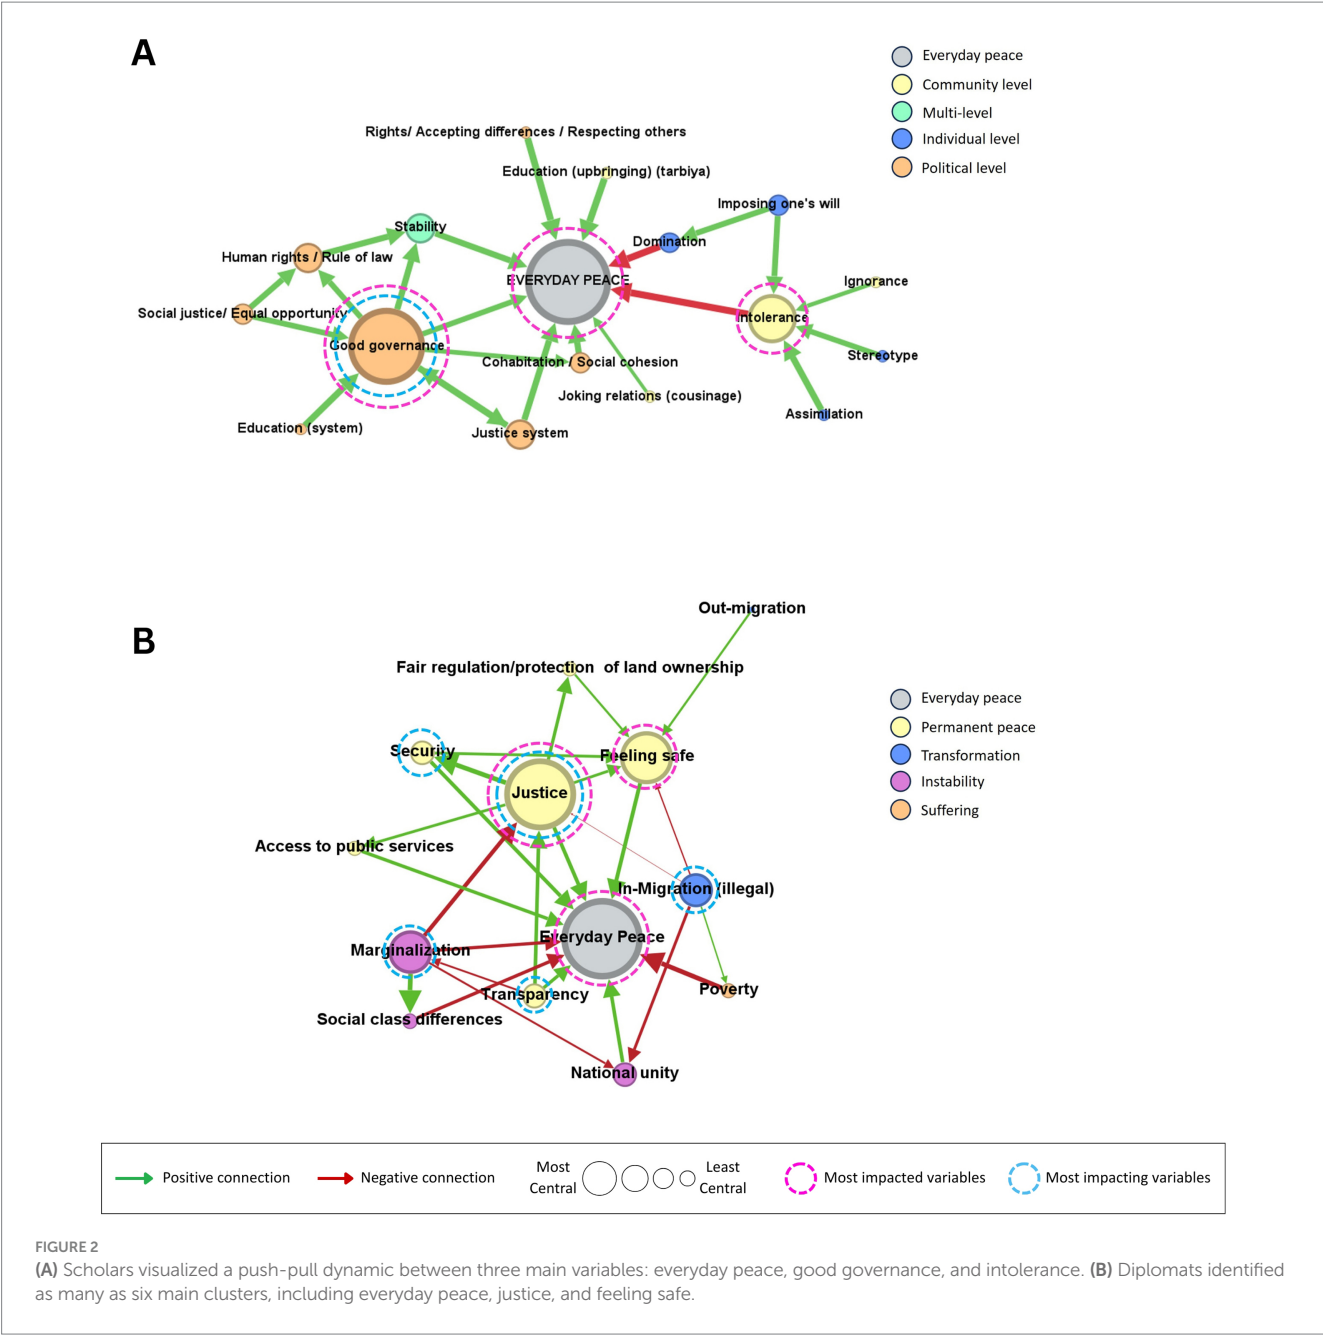 A
Everyday peace
Community level
Multi-level
Individual level
Political level
Rights/ Accepting differences / Respecting others
Education (upbringing) (tarbiya)
Imposing one's will
Stability
Domination
Human rights / Rule of law
EVERYDAY PEACE
Ignorance
Social justice/ Equal opportunity
Intolerance
Good governance
Stereotype
Cohabitation / Social cohesion
Joking relations (cousinage)
Assimilation
Education (system)
Justice system
B
Out-migration
Fair regulation/protection of land ownership
Everyday peace
Permanent peace
Transformation
Instability
Suffering
Security
Feeling safe
Justice
Access to public services
In-Migration (illegal)
Everyday Peace
Marginalization
Transparency
Poverty
Social class differences
National unity
Positive connection
Negative connection
Most Central
Least Central
Most impacted variables
Most impacting variables
FIGURE 2
(A) Scholars visualized a push-pull dynamic between three main variables: everyday peace, good governance, and intolerance. (B) Diplomats identified
as many as six main clusters, including everyday peace, justice, and feeling safe.